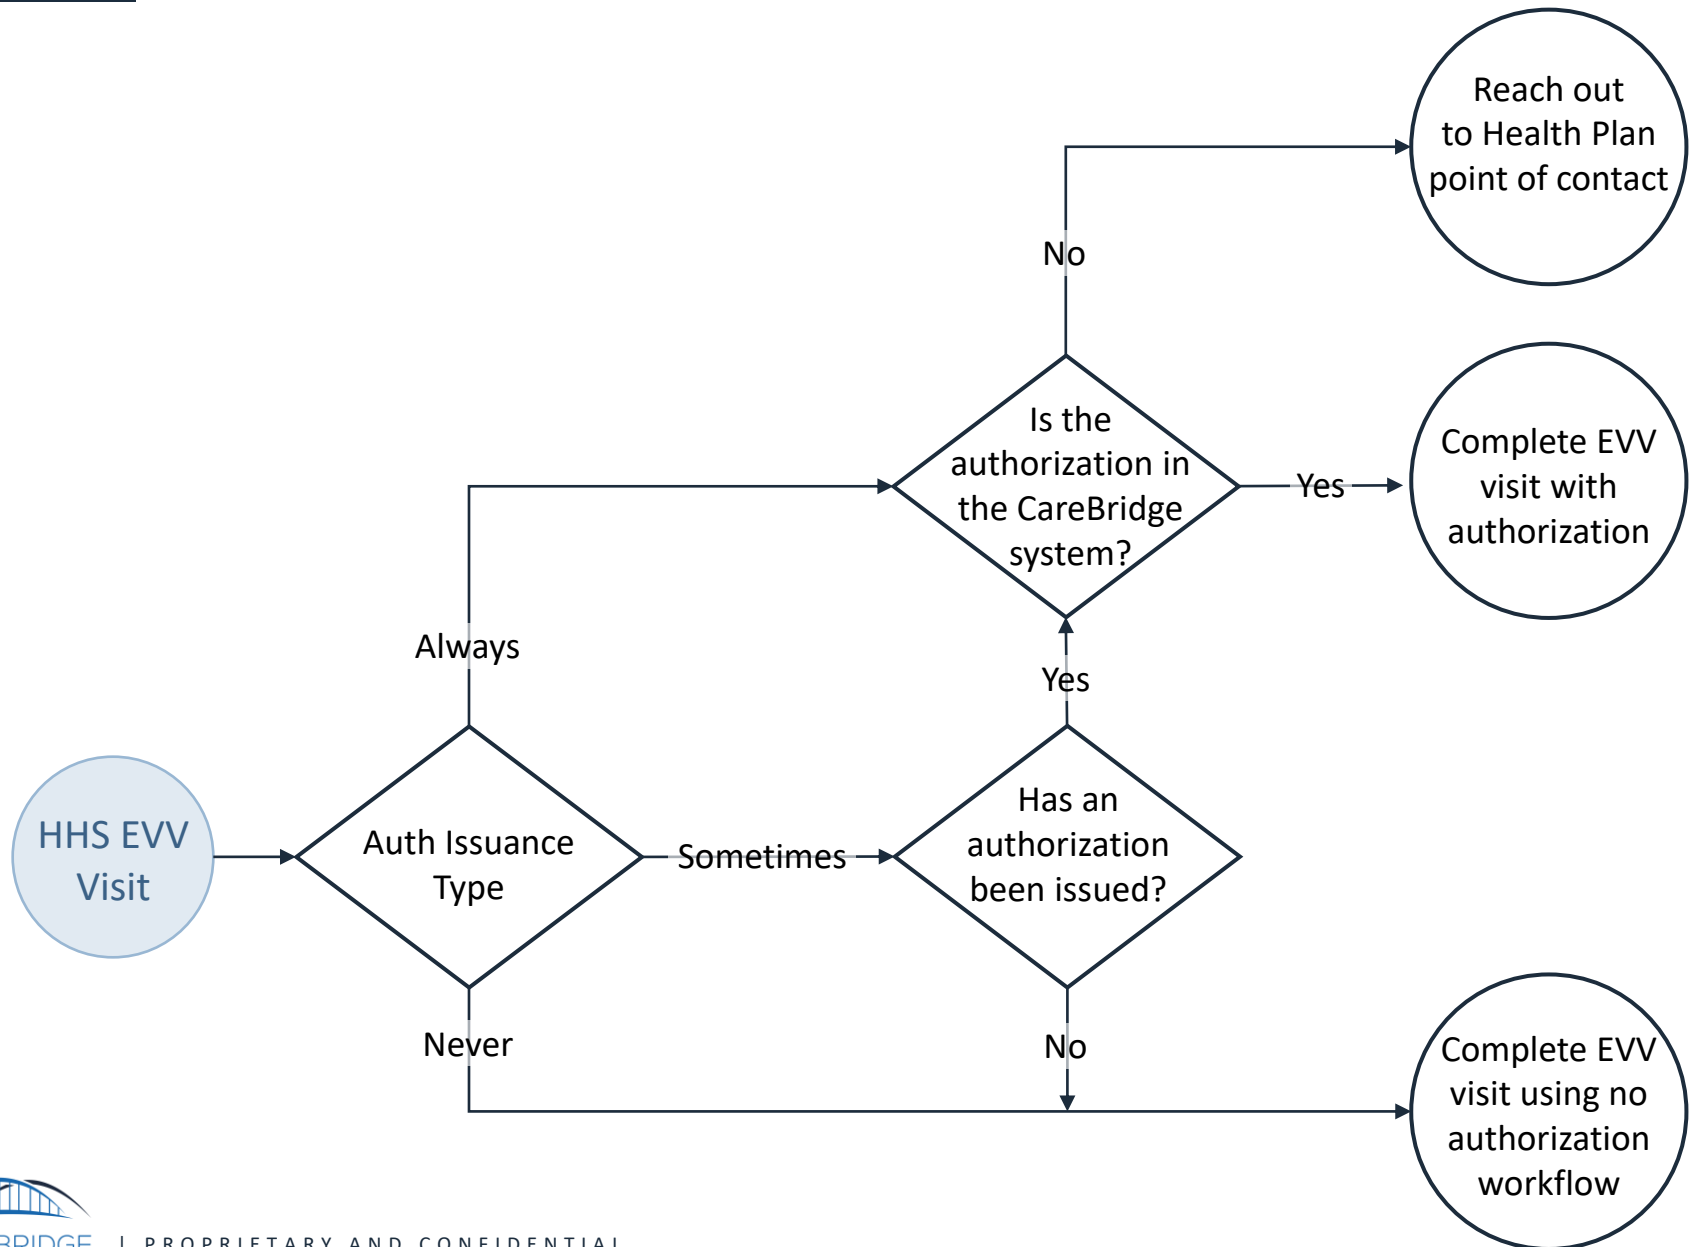 Reach out
to Health Plan
point of contact
No
Is the
authorization in
the CareBridge
system?
Yes
Complete EVV
visit with
authorization
Always
Yes
HHS EVV
Visit
Auth Issuance
Type
Sometimes
Has an
authorization
been issued?
Never
No
Complete EVV
visit using no
authorization
workflow
BRIDGE | PROPRIETARY AND CONFIDENTIAL